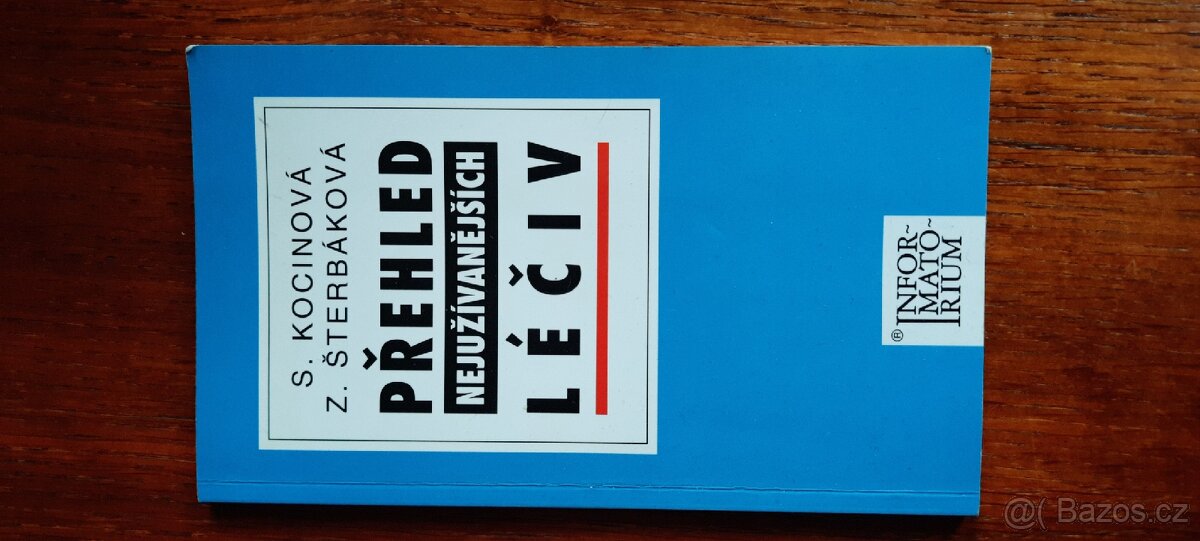 S. KOCINOVÁ
Z. ŠTERBÁKOVÁ
PŘEHLED
NEJUŽÍVANĚJŠÍCH
LÉČIV
® INFOR~
MATO~
RIUM
@( Bazos.cz